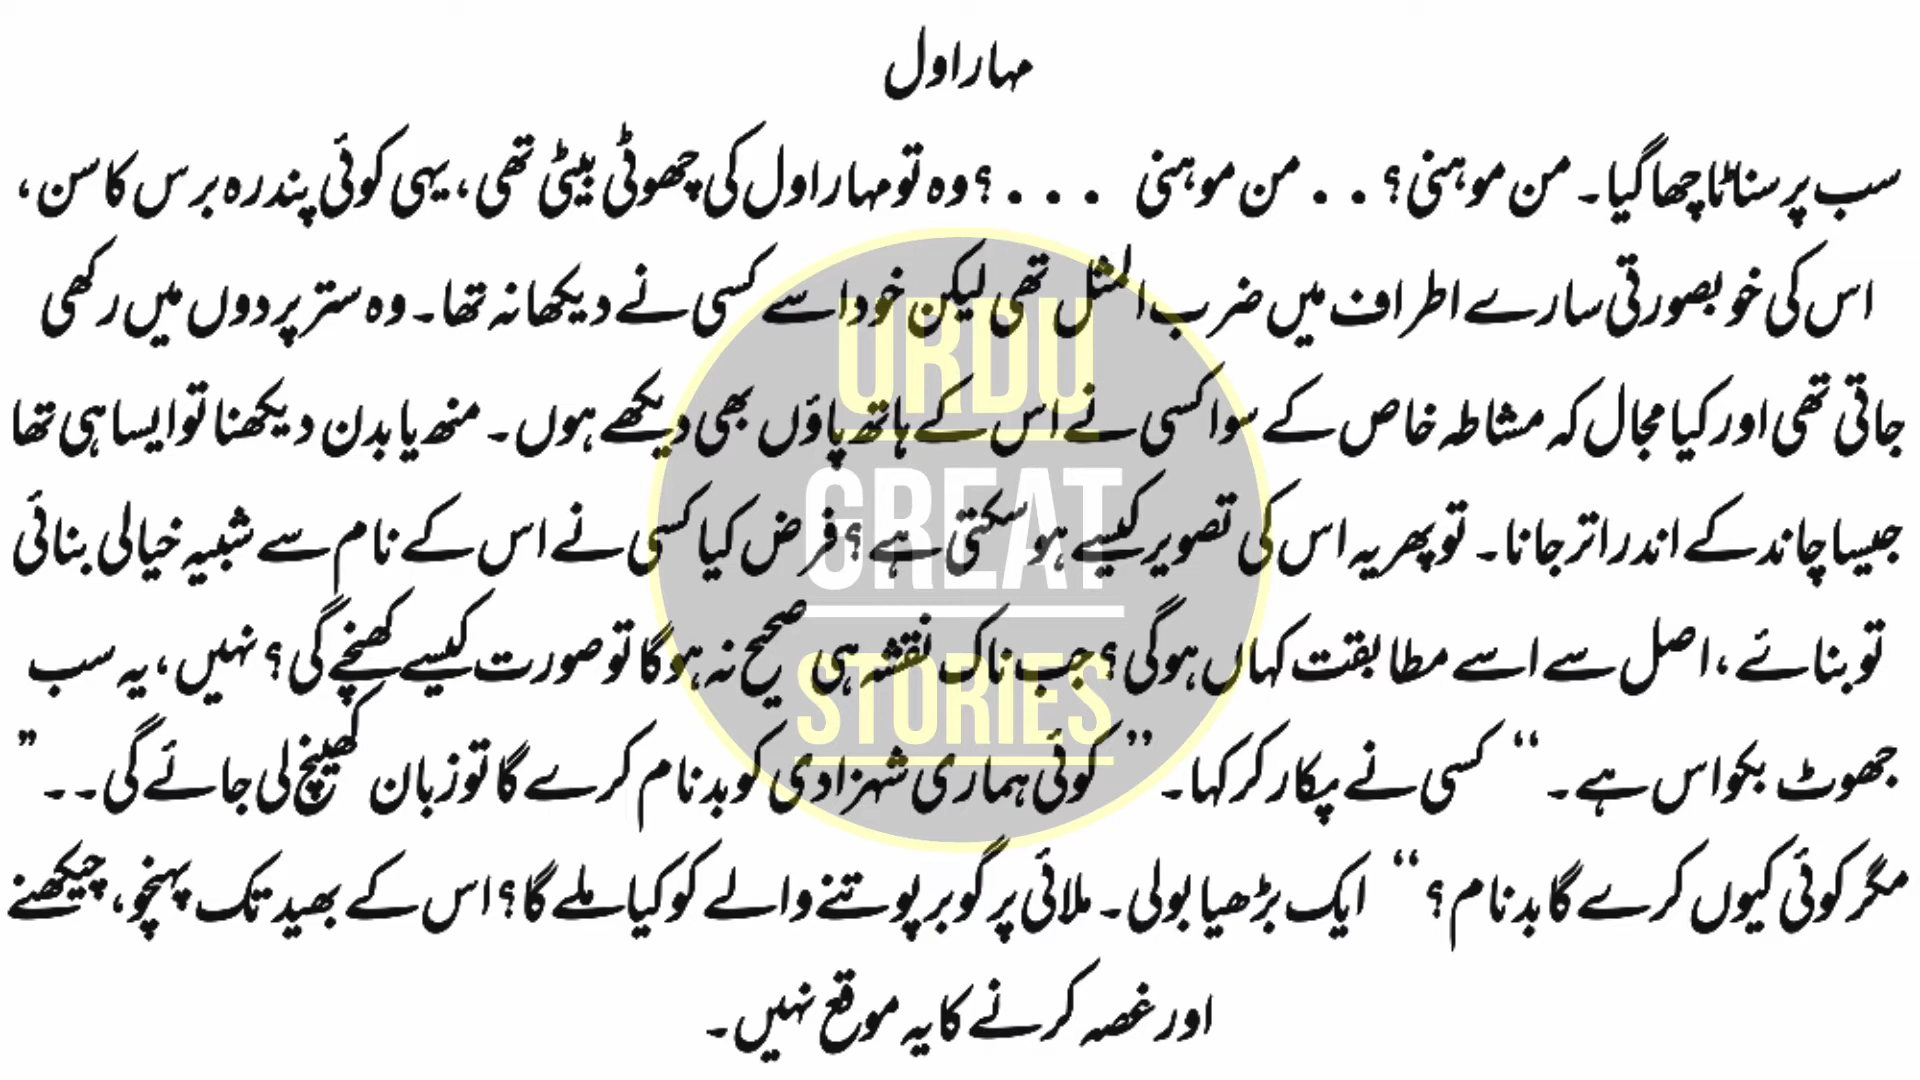 مہاراول
سب پر سناٹا چھا گیا۔ من موہنی؟ . . من موہنی . . . ؟ وہ تو مہاراول کی چھوٹی بیٹی تھی، یہی کوئی پندرہ برس کا سن،
اس کی خوبصورتی سارے اطراف میں ضرب المثل تھی لیکن خود اسے کسی نے دیکھا نہ تھا۔ وہ ستر پردوں میں رکھی
جاتی تھی اور کیا مجال کہ مشاطہ خاص کے سوا کسی نے اس کے ہاتھ پاؤں بھی دیکھے ہوں۔ منھ یا بدن دیکھنا تو ایسا ہی تھا
جیسا چاند کے اندر اتر جانا۔ تو پھر یہ اس کی تصویر کیسے ہو سکتی ہے؟ فرض کیا کسی نے اس کے نام سے شبیہ خیالی بنائی
تو بنائے، اصل سے اسے مطابقت کہاں ہوگی؟ جب ناک نقشہ ہی صحیح نہ ہوگا تو صورت کیسے کھنچے گی؟ نہیں، یہ سب
جھوٹ بکواس ہے۔‘‘ کسی نے پکار کر کہا۔ ’’کوئی ہماری شہزادی کو بدنام کرے گا تو زبان کھینچ لی جائے گی۔۔’’
مگر کوئی کیوں کرے گا بدنام؟‘‘ ایک بڑھیا بولی۔ ملائی پر گوبر پوتنے والے کو کیا ملے گا؟ اس کے بھید تک پہنچو، چیکھنے
اور غصہ کرنے کا یہ موقع نہیں۔
URDU
GREAT
STORIES